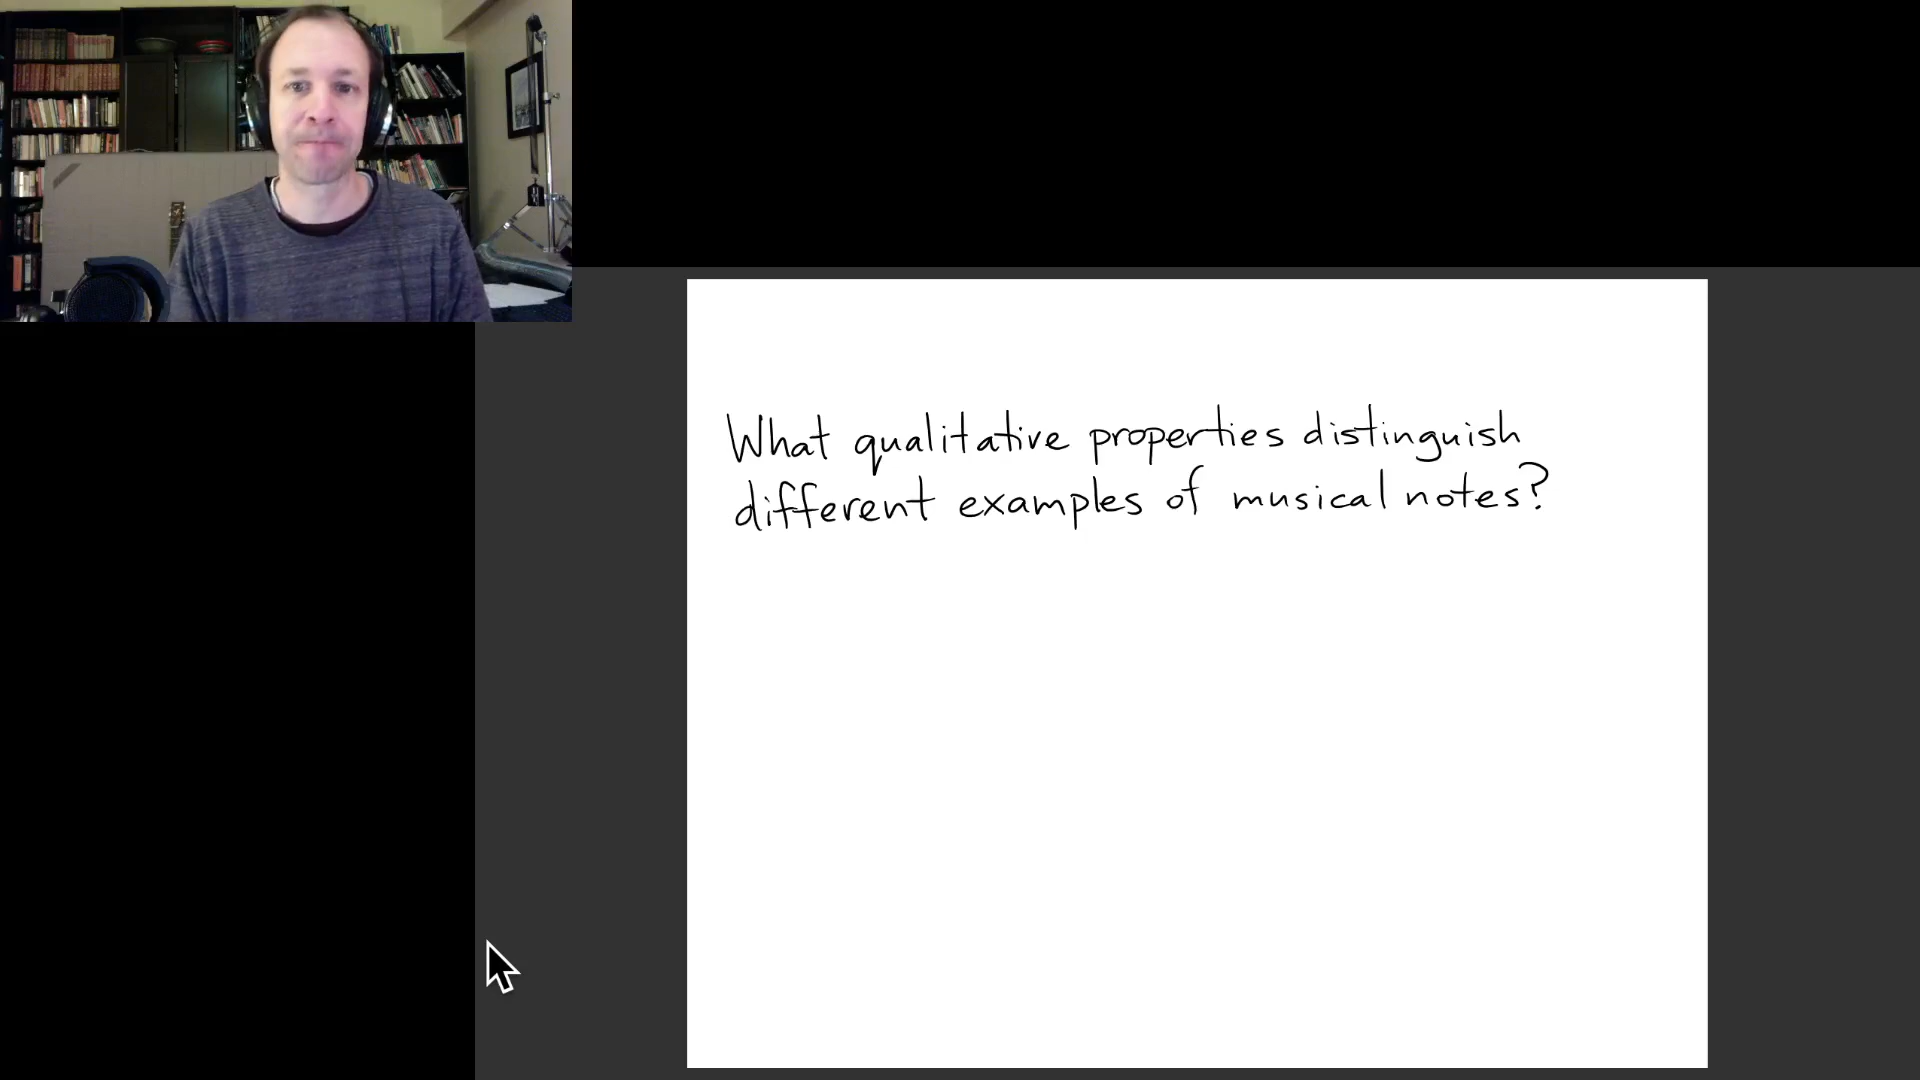 What qualitative properties distinguish
different examples of musical notes?